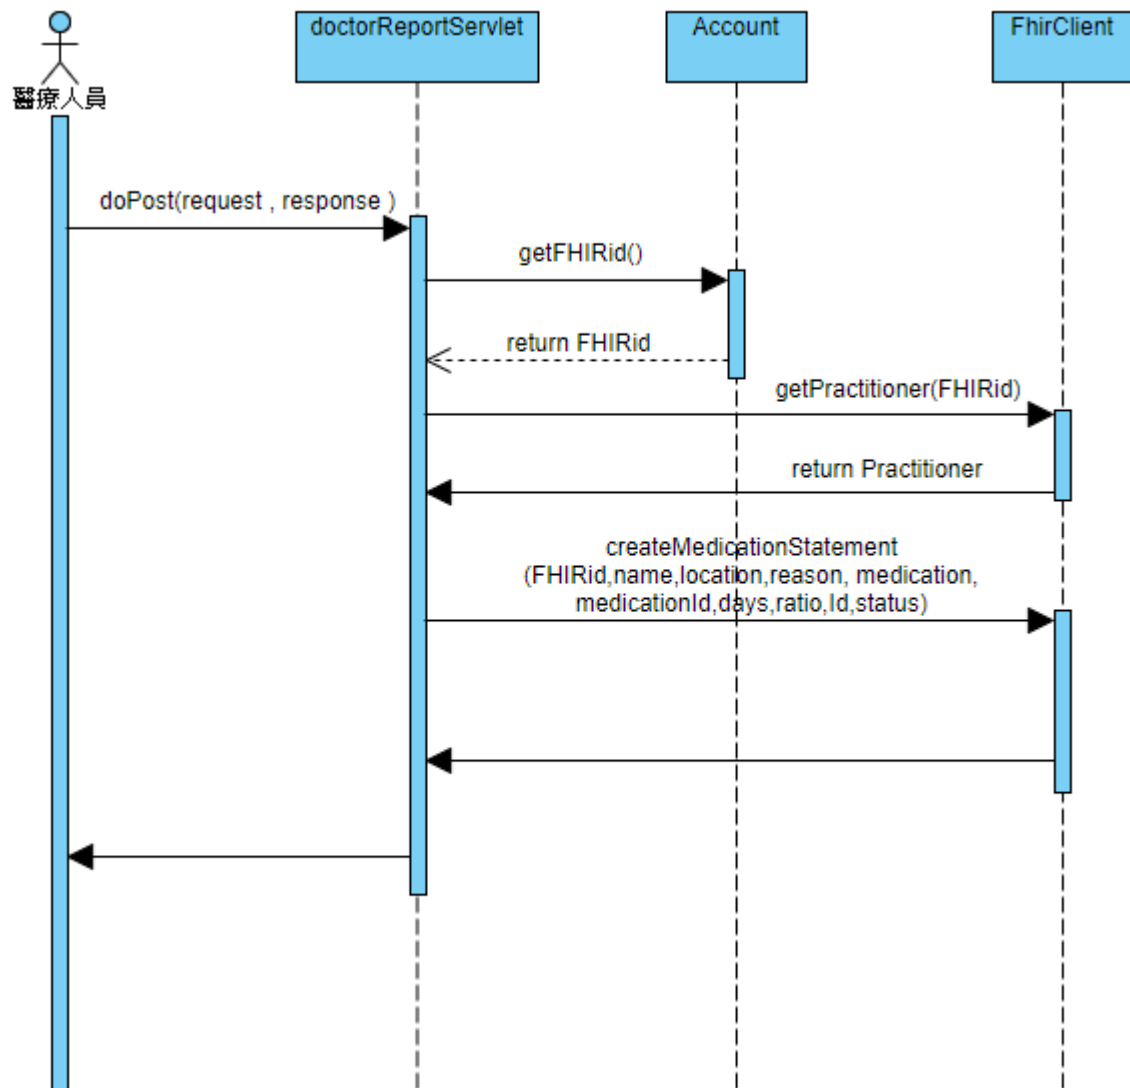 醫療人員
doctorReportServlet
Account
FhirClient
doPost(request , response )
getFHIRid()
return FHIRid
getPractitioner(FHIRid)
return Practitioner
createMedicationStatement
(FHIRid,name,location,reason, medication,
medicationId,days,ratio,Id,status)